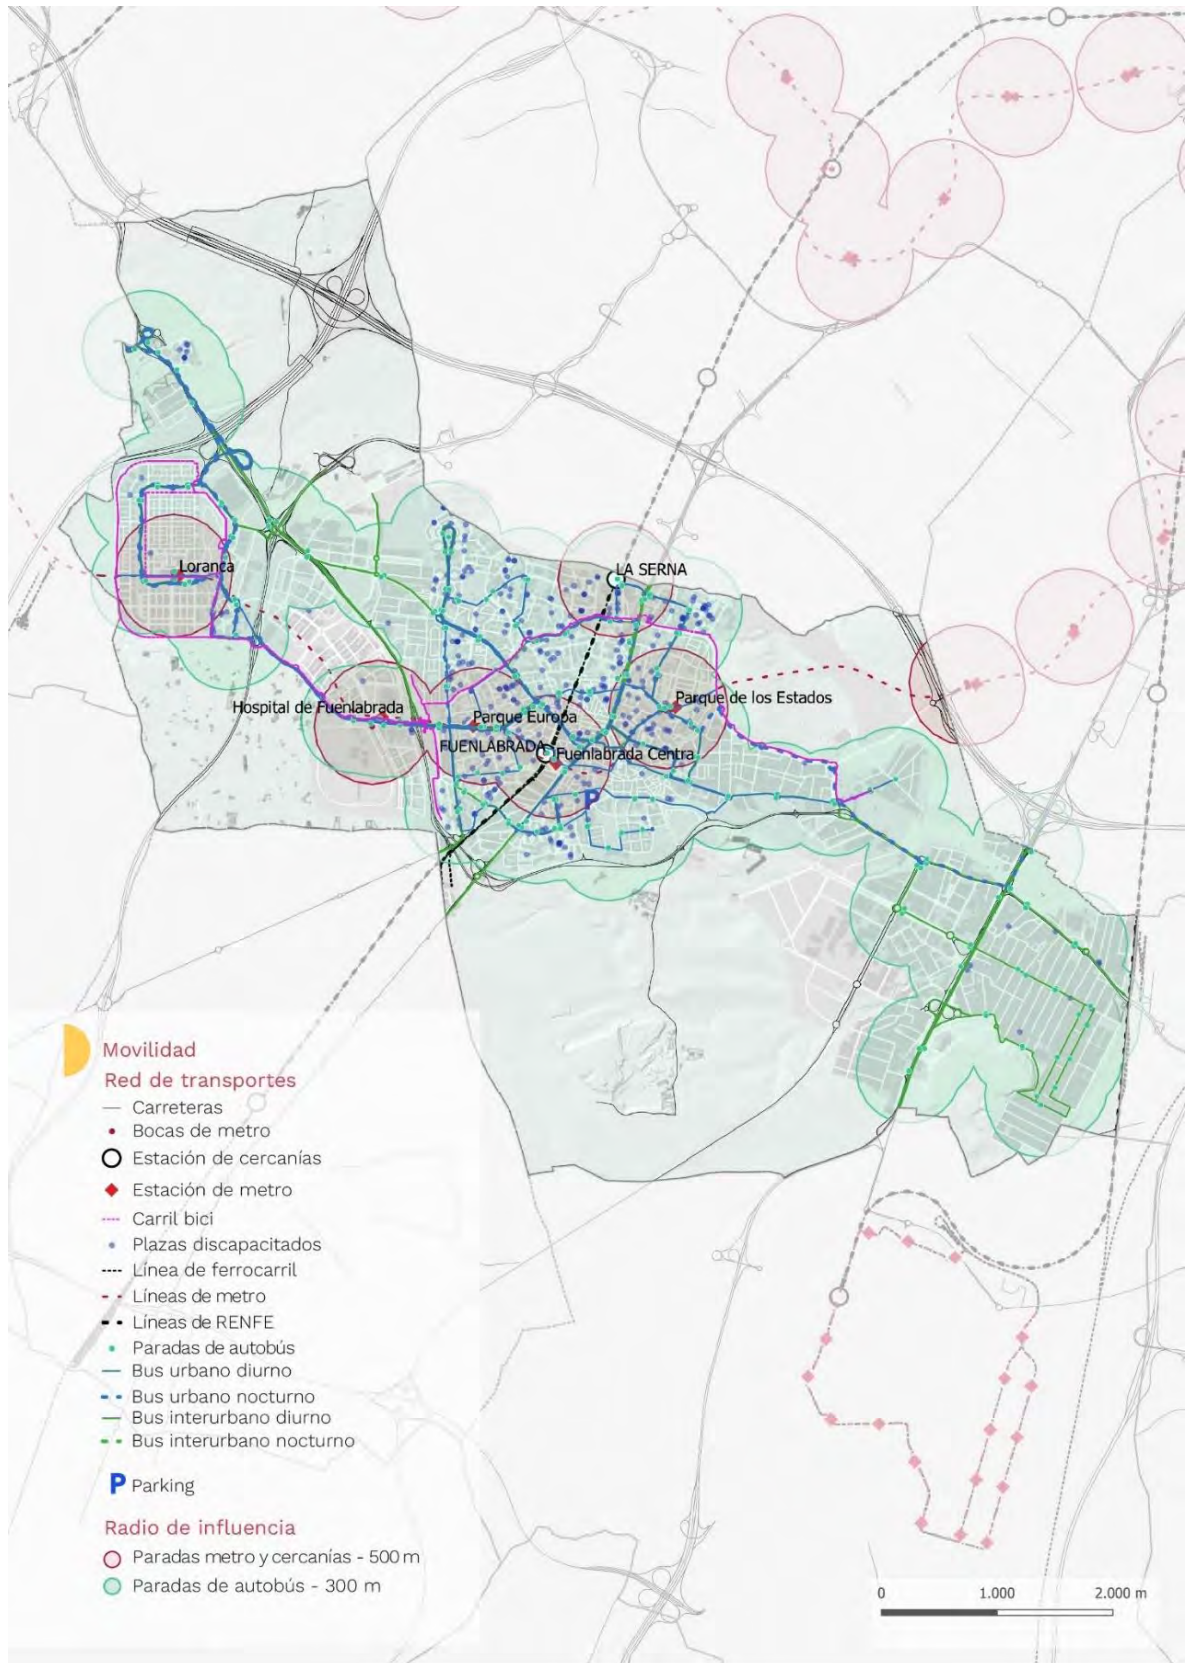 LA SERNA
Loranca
Hospital de Fuenlabrada
Parque de los Estados
Parque Europa
FUENLABRADA
Fuenlabrada Centra
P
Movilidad
Red de transportes
Carreteras
Bocas de metro
Estación de cercanías
Estación de metro
Carril bici
Plazas discapacitados
Línea de ferrocarril
Líneas de metro
Líneas de RENFE
Paradas de autobús
Bus urbano diurno
Bus urbano nocturno
Bus interurbano diurno
Bus interurbano nocturno
P Parking
Radio de influencia
Paradas metro y cercanías - 500 m
Paradas de autobús - 300 m
0 1.000 2.000 m